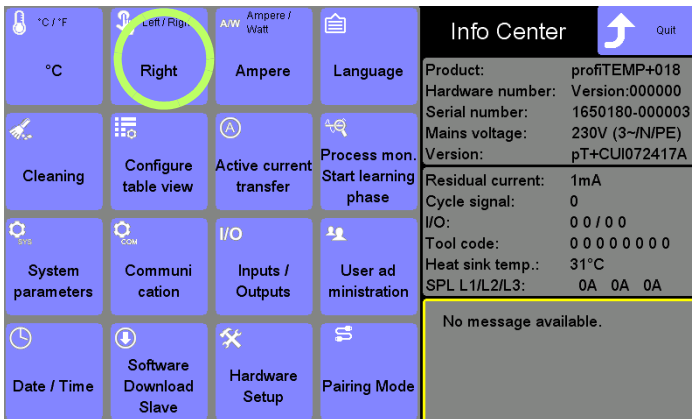 °C / °F
°C
Left / Right
Right
A/W Ampere / Watt
Ampere
Language
Cleaning
Configure
table view
A
Active current
transfer
Process mon.
Start learning
phase
SYS
System
parameters
COM
Communi
cation
I/O
Inputs /
Outputs
User ad
ministration
Date / Time
Software
Download
Slave
Hardware
Setup
Pairing Mode
Info Center
Quit
Product: profiTEMP+018
Hardware number: Version:000000
Serial number: 1650180-000003
Mains voltage: 230V (3~/N/PE)
Version: pT+CUI072417A
Residual current: 1mA
Cycle signal: 0
I/O: 0 0 / 0 0
Tool code: 0 0 0 0 0 0 0 0
Heat sink temp.: 31°C
SPL L1/L2/L3: 0A 0A 0A
No message available.